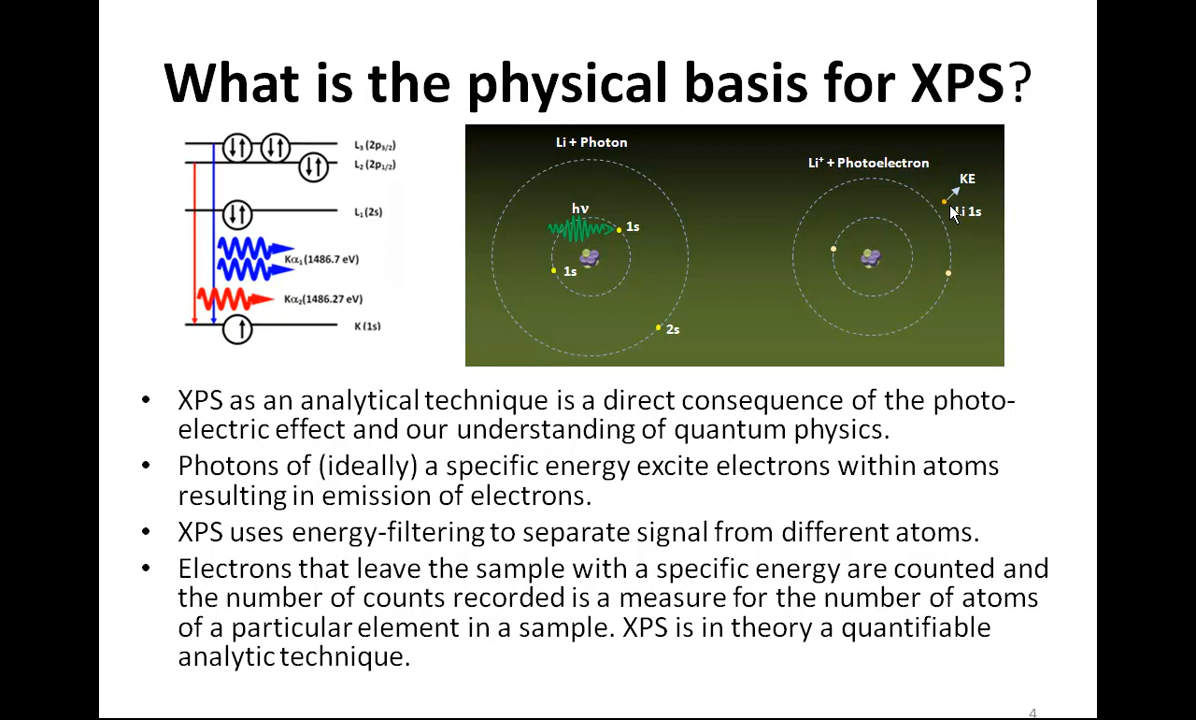 What is the physical basis for XPS?
L₃ (2p₃/₂)
L₂ (2p₁/₂)
L₁ (2s)
Kα₁ (1486.7 eV)
Kα₂(1486.27 eV)
K (1s)
Li + Photon
hν
1s
1s
2s
Li⁺ + Photoelectron
KE
Li 1s
• XPS as an analytical technique is a direct consequence of the photo-
electric effect and our understanding of quantum physics.
• Photons of (ideally) a specific energy excite electrons within atoms
resulting in emission of electrons.
• XPS uses energy-filtering to separate signal from different atoms.
• Electrons that leave the sample with a specific energy are counted and
the number of counts recorded is a measure for the number of atoms
of a particular element in a sample. XPS is in theory a quantifiable
analytic technique.
4